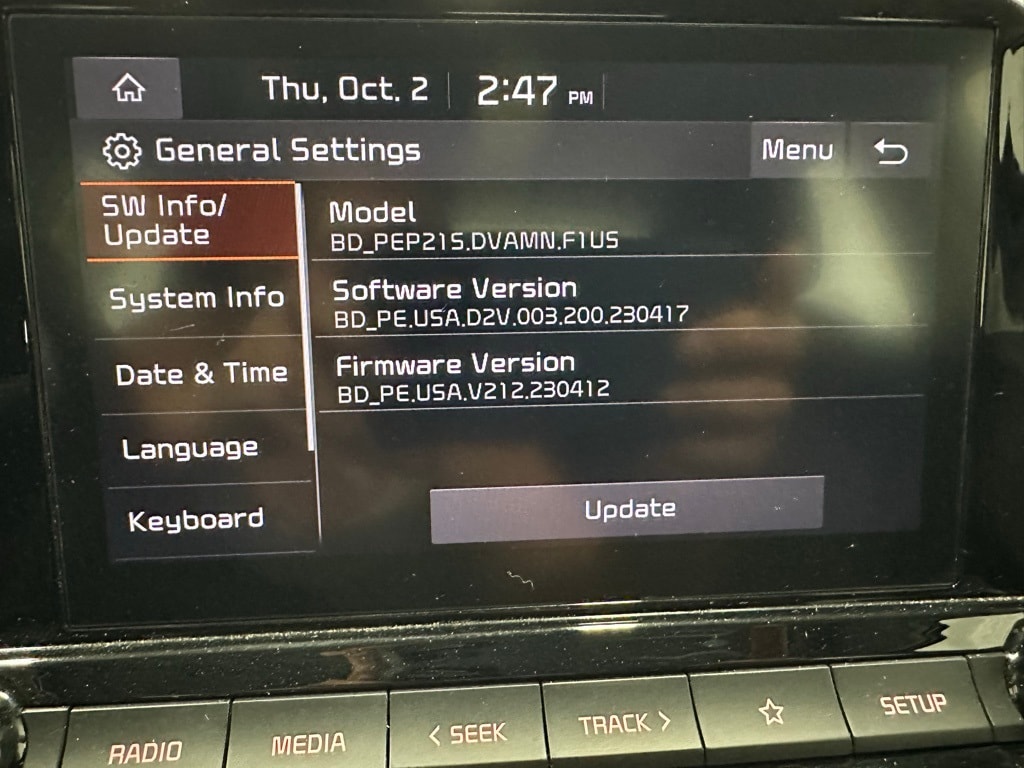 Thu, Oct. 2 2:47 PM
General Settings Menu
SW Info/
Update
System Info
Date & Time
Language
Keyboard
Model
BD_PEP215.DVAMN.F1US
Software Version
BD_PE.USA.D2V.003.200.230417
Firmware Version
BD_PE.USA.V212.230412
Update
RADIO MEDIA < SEEK TRACK > SETUP